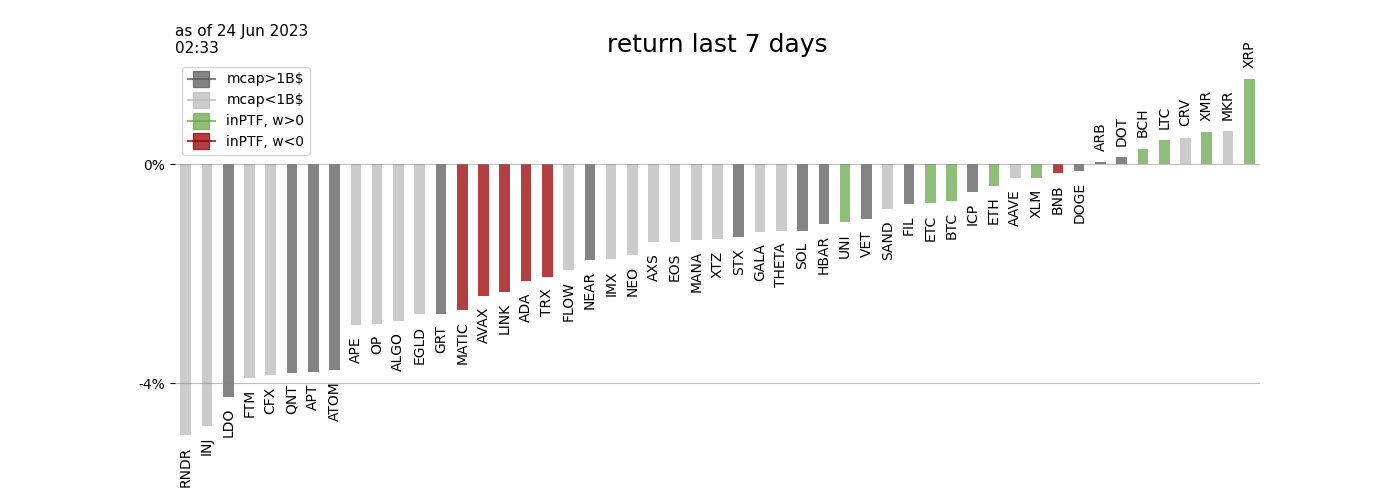 as of 24 Jun 2023
02:33
return last 7 days
mcap>1B$
mcap<1B$
inPTF, w>0
inPTF, w<0
0%
-4%
RNDR
INJ
LDO
FTM
CFX
QNT
APT
ATOM
APE
OP
ALGO
EGLD
GRT
MATIC
AVAX
LINK
ADA
TRX
FLOW
NEAR
IMX
NEO
AXS
EOS
MANA
XTZ
STX
GALA
THETA
SOL
HBAR
UNI
VET
SAND
FIL
ETC
BTC
ICP
ETH
AAVE
XLM
BNB
DOGE
ARB
DOT
BCH
LTC
CRV
XMR
MKR
XRP